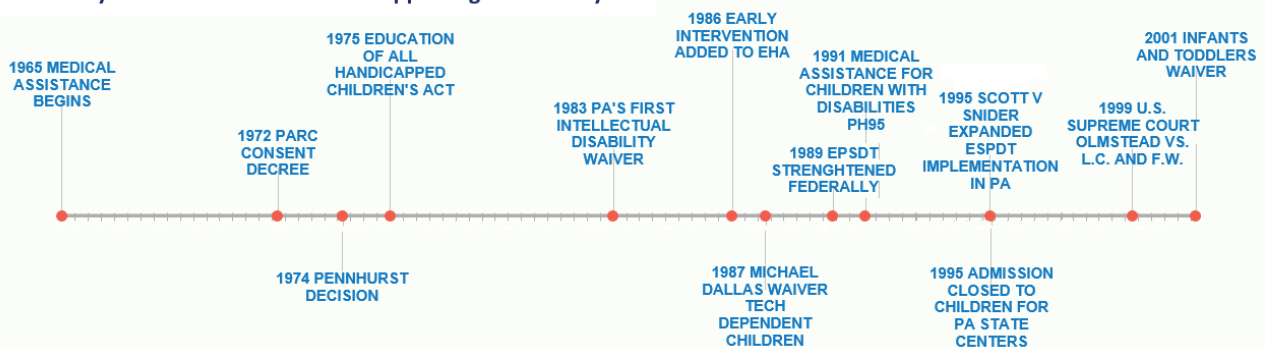 1965 MEDICAL
ASSISTANCE
BEGINS
1972 PARC
CONSENT
DECREE
1974 PENNHURST
DECISION
1975 EDUCATION
OF ALL
HANDICAPPED
CHILDREN'S ACT
1983 PA'S FIRST
INTELLECTUAL
DISABILITY
WAIVER
1986 EARLY
INTERVENTION
ADDED TO EHA
1987 MICHAEL
DALLAS WAIVER
TECH
DEPENDENT
CHILDREN
1989 EPSDT
STRENGHTENED
FEDERALLY
1991 MEDICAL
ASSISTANCE FOR
CHILDREN WITH
DISABILITIES
PH95
1995 SCOTT V
SNIDER
EXPANDED
ESPDT
IMPLEMENTATION
IN PA
1995 ADMISSION
CLOSED TO
CHILDREN FOR
PA STATE
CENTERS
1999 U.S.
SUPREME COURT
OLMSTEAD VS.
L.C. AND F.W.
2001 INFANTS
AND TODDLERS
WAIVER